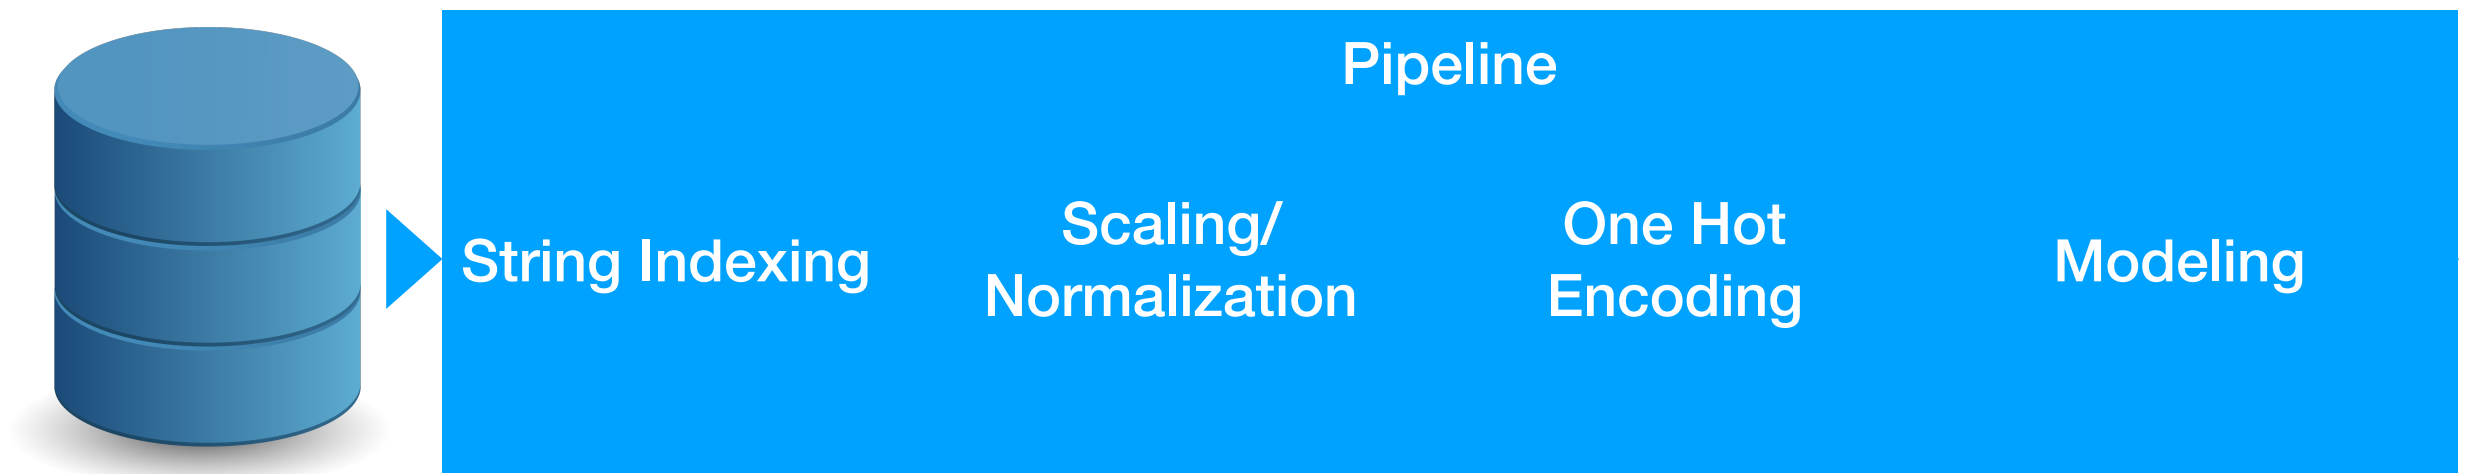 Pipeline
String Indexing
Scaling/
Normalization
One Hot
Encoding
Modeling